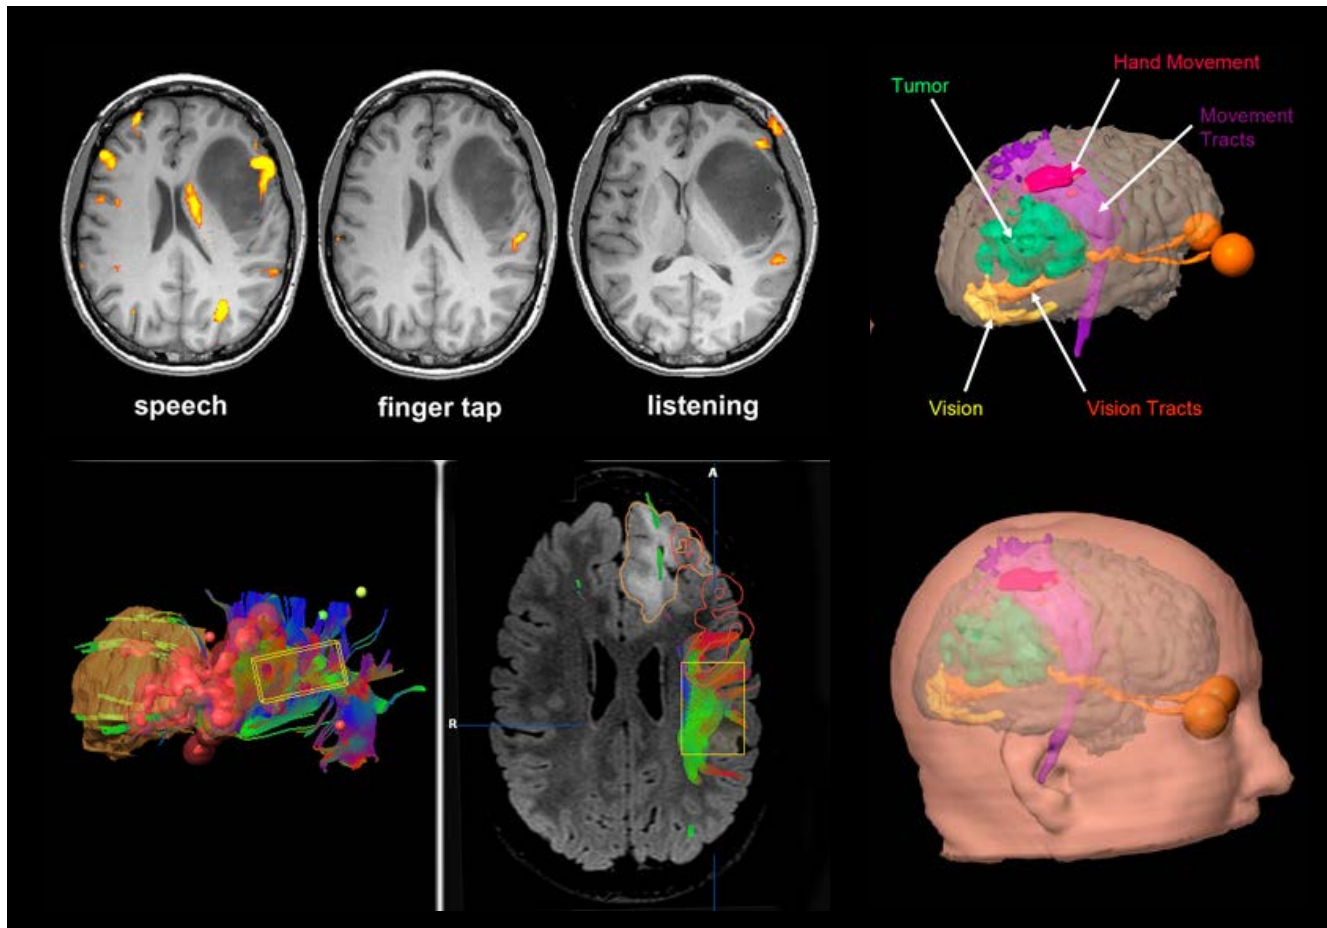 speech
finger tap
listening
Hand Movement
Tumor
Movement
Tracts
Vision
Vision Tracts
A
R